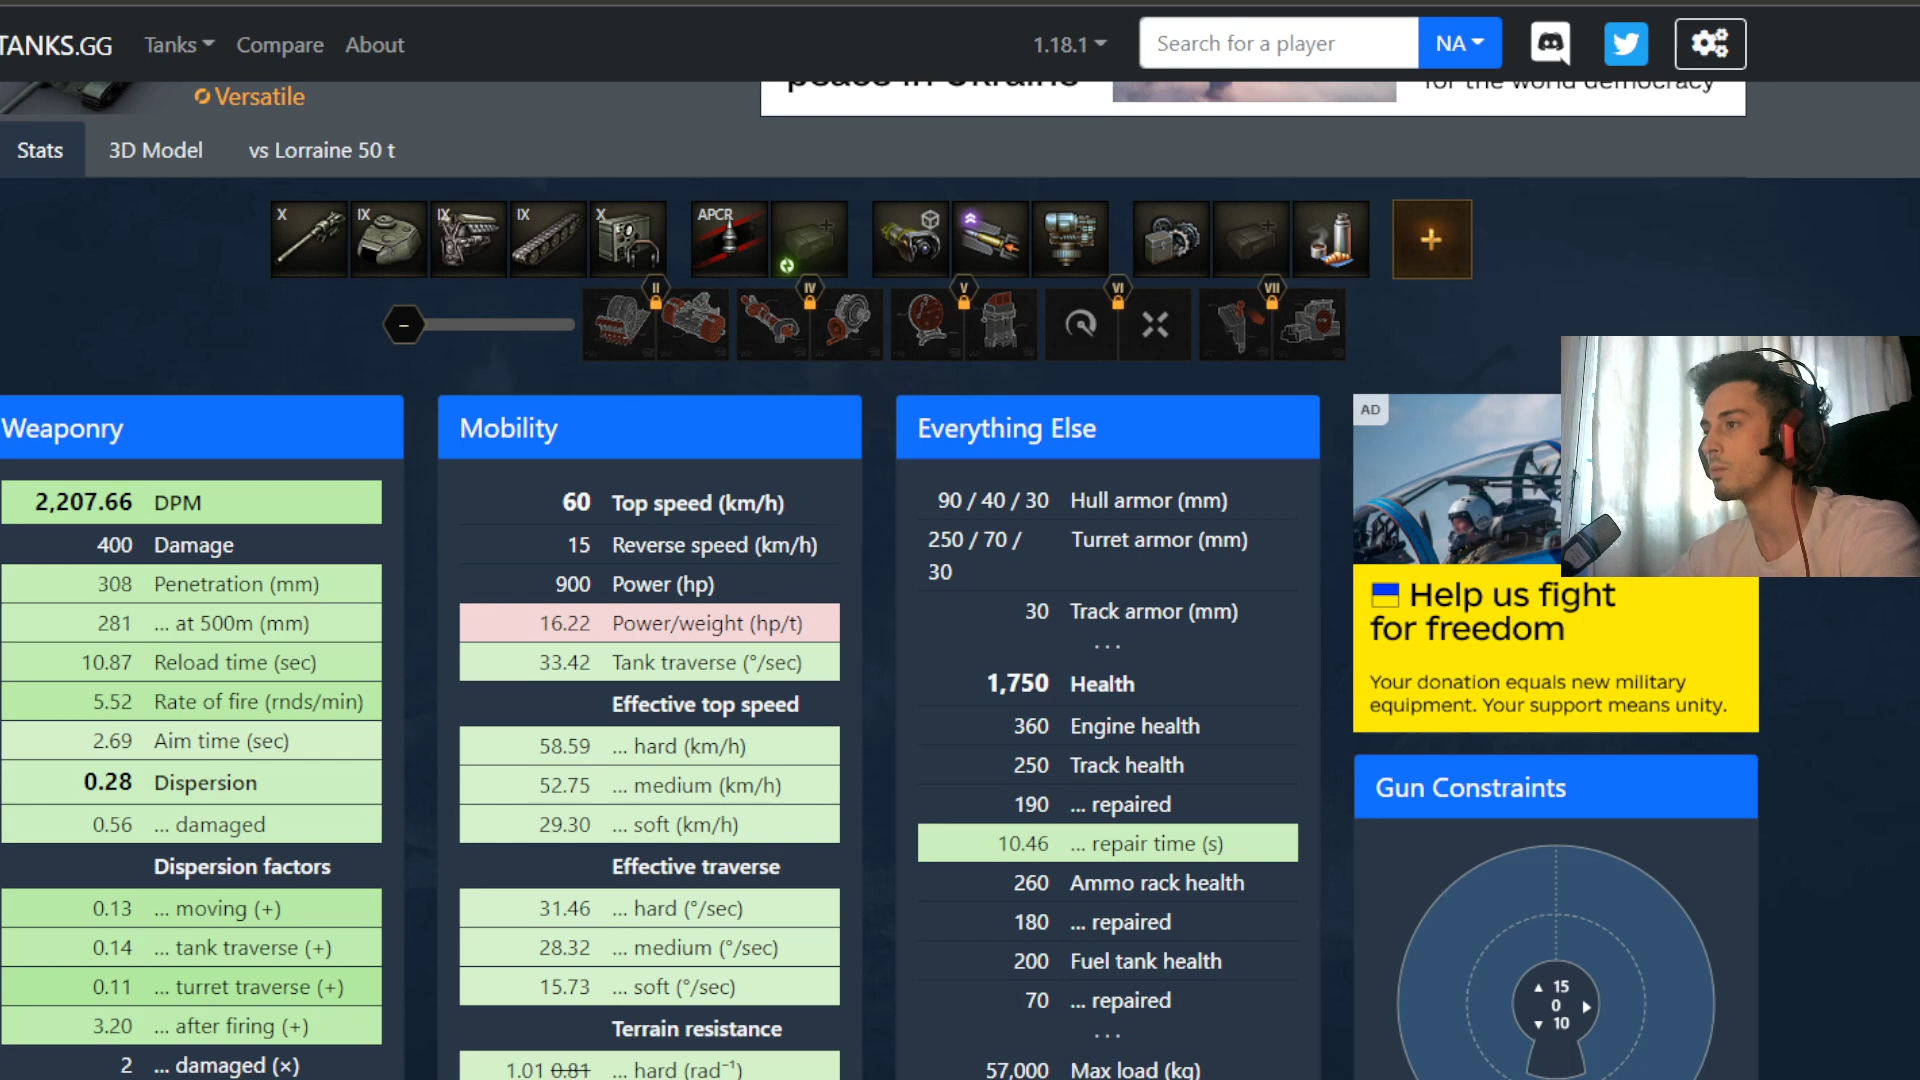 TANKS.GG
Tanks
Compare
About
1.18.1
Search for a player
NA
Versatile
peace in Ukraine
for the world democracy
Stats
3D Model
vs Lorraine 50 t
X
IX
IX
IX
X
APCR
II
IV
V
VI
VII
Weaponry
2,207.66 DPM
400 Damage
308 Penetration (mm)
281 ... at 500m (mm)
10.87 Reload time (sec)
5.52 Rate of fire (rnds/min)
2.69 Aim time (sec)
0.28 Dispersion
0.56 ... damaged
Dispersion factors
0.13 ... moving (+)
0.14 ... tank traverse (+)
0.11 ... turret traverse (+)
3.20 ... after firing (+)
2 ... damaged (×)
Mobility
60 Top speed (km/h)
15 Reverse speed (km/h)
900 Power (hp)
16.22 Power/weight (hp/t)
33.42 Tank traverse (°/sec)
Effective top speed
58.59 ... hard (km/h)
52.75 ... medium (km/h)
29.30 ... soft (km/h)
Effective traverse
31.46 ... hard (°/sec)
28.32 ... medium (°/sec)
15.73 ... soft (°/sec)
Terrain resistance
1.01 0.81 ... hard (rad⁻¹)
Everything Else
90 / 40 / 30 Hull armor (mm)
250 / 70 / Turret armor (mm)
30
30 Track armor (mm)
...
1,750 Health
360 Engine health
250 Track health
190 ... repaired
10.46 ... repair time (s)
260 Ammo rack health
180 ... repaired
200 Fuel tank health
70 ... repaired
...
57,000 Max load (kg)
AD
Help us fight
for freedom
Your donation equals new military
equipment. Your support means unity.
Gun Constraints
15
0
10